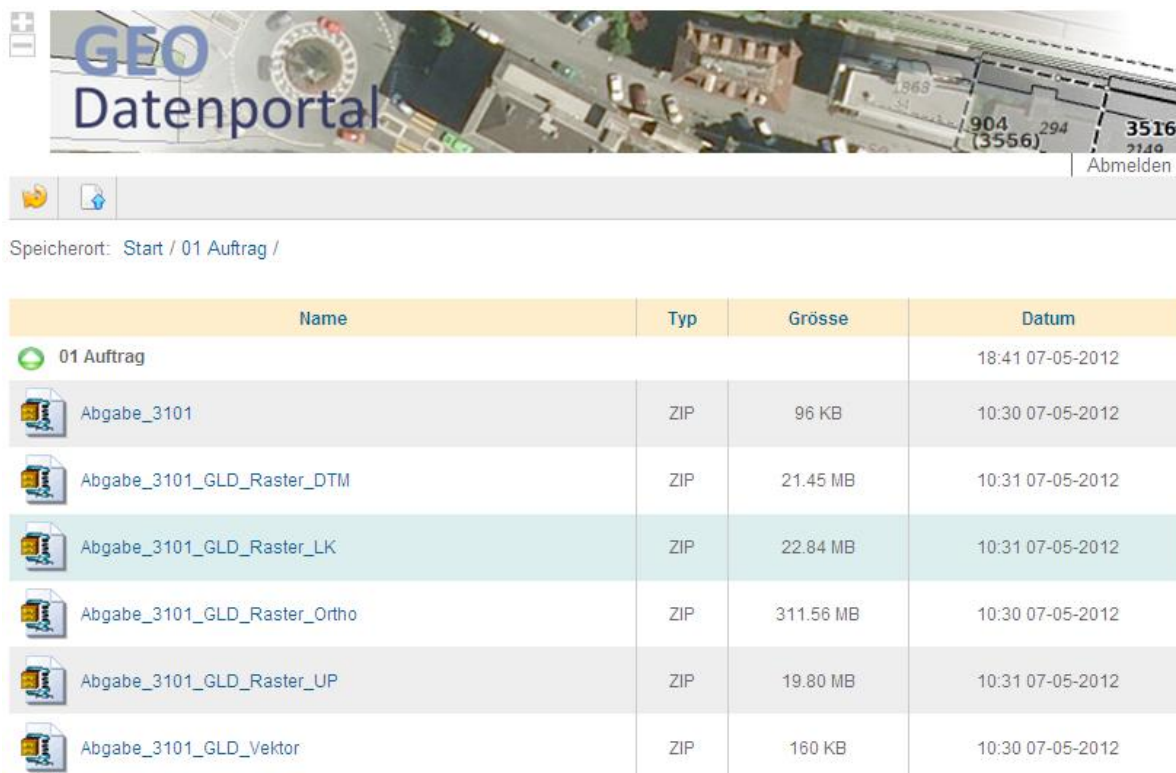 GEO
Datenportal
868
34
904
(3556)
294
3516
2149
Abmelden
Speicherort: Start / 01 Auftrag /
Name Typ Grösse Datum
01 Auftrag 18:41 07-05-2012
Abgabe_3101 ZIP 96 KB 10:30 07-05-2012
Abgabe_3101_GLD_Raster_DTM ZIP 21.45 MB 10:31 07-05-2012
Abgabe_3101_GLD_Raster_LK ZIP 22.84 MB 10:31 07-05-2012
Abgabe_3101_GLD_Raster_Ortho ZIP 311.56 MB 10:30 07-05-2012
Abgabe_3101_GLD_Raster_UP ZIP 19.80 MB 10:31 07-05-2012
Abgabe_3101_GLD_Vektor ZIP 160 KB 10:30 07-05-2012